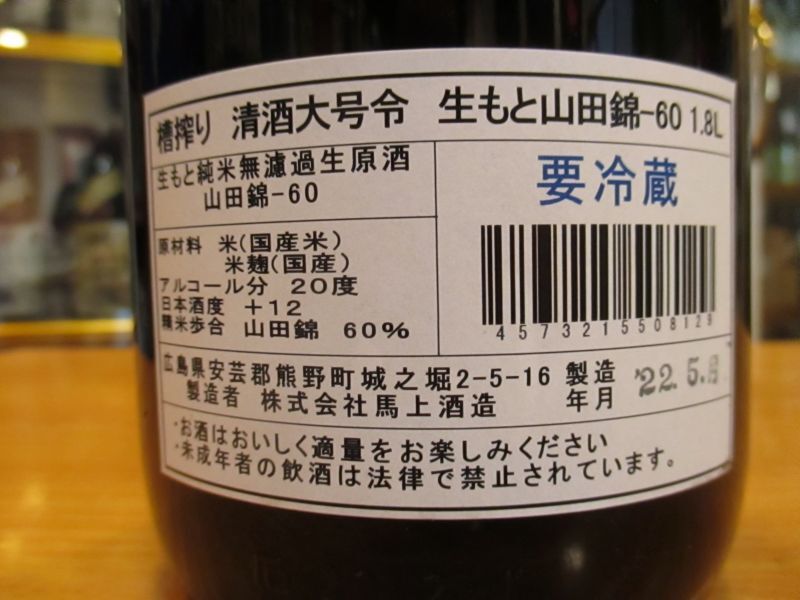 槽搾り 清酒大号令 生もと山田錦-60 1.8L
生もと純米無濾過生原酒
山田錦-60
要冷蔵
原材料 米(国産米)
米麹(国産)
アルコール分 20度
日本酒度 +12
精米歩合 山田錦 60%
4573215508129
広島県安芸郡熊野町城之堀2-5-16
製造者 株式会社馬上酒造
製造
年月
'22.5.
・お酒はおいしく適量をお楽しみください
・未成年者の飲酒は法律で禁止されています。